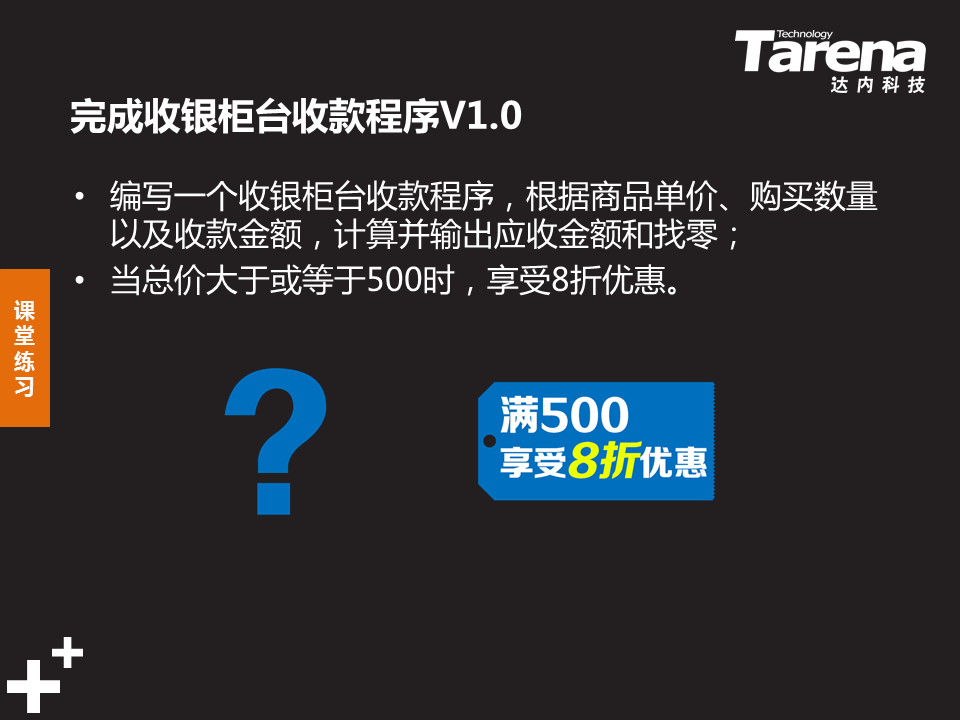 Technology
Tarena
达内科技
完成收银柜台收款程序V1.0
• 编写一个收银柜台收款程序，根据商品单价、购买数量
以及收款金额，计算并输出应收金额和找零；
• 当总价大于或等于500时，享受8折优惠。
课
堂
练
习
?
满500
享受8折优惠